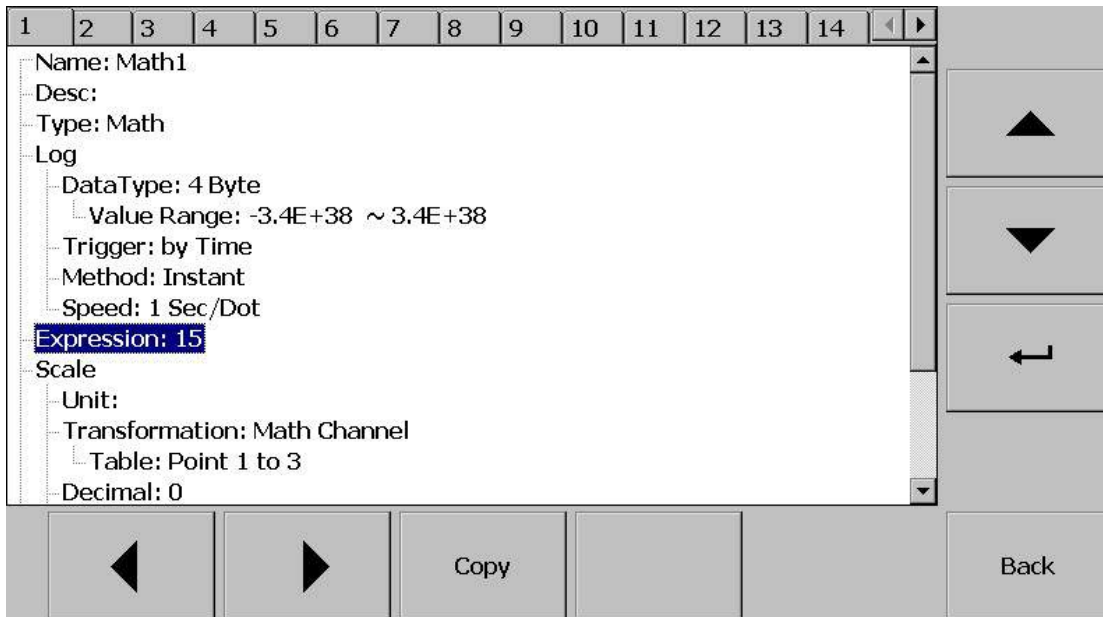 1 2 3 4 5 6 7 8 9 10 11 12 13 14
Name: Math1
Desc:
Type: Math
Log
DataType: 4 Byte
Value Range: -3.4E+38 ~ 3.4E+38
Trigger: by Time
Method: Instant
Speed: 1 Sec/Dot
Expression: 15
Scale
Unit:
Transformation: Math Channel
Table: Point 1 to 3
Decimal: 0
Copy
Back